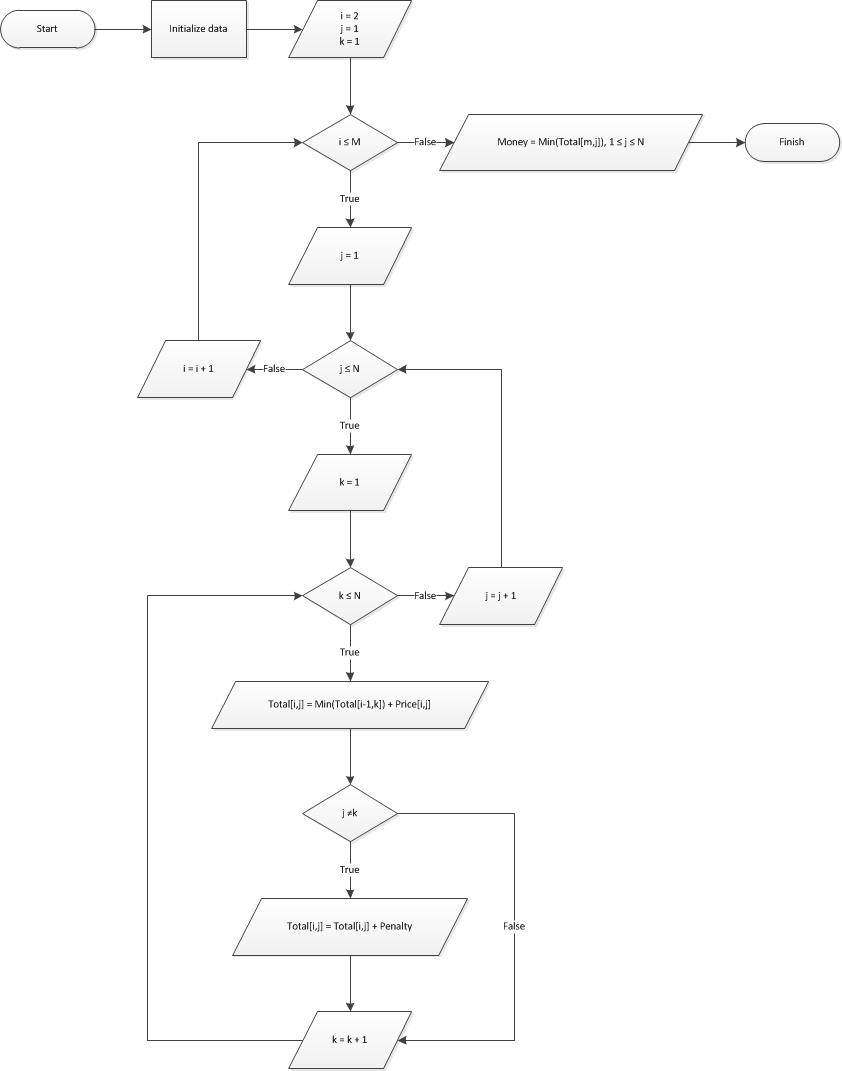 Start
Initialize data
i = 2
j = 1
k = 1
i ≤ M
False
Money = Min(Total[m,j]), 1 ≤ j ≤ N
Finish
True
j = 1
i = i + 1
False
j ≤ N
True
k = 1
k ≤ N
False
j = j + 1
True
Total[i,j] = Min(Total[i-1,k]) + Price[i,j]
j ≠k
True
Total[i,j] = Total[i,j] + Penalty
False
k = k + 1